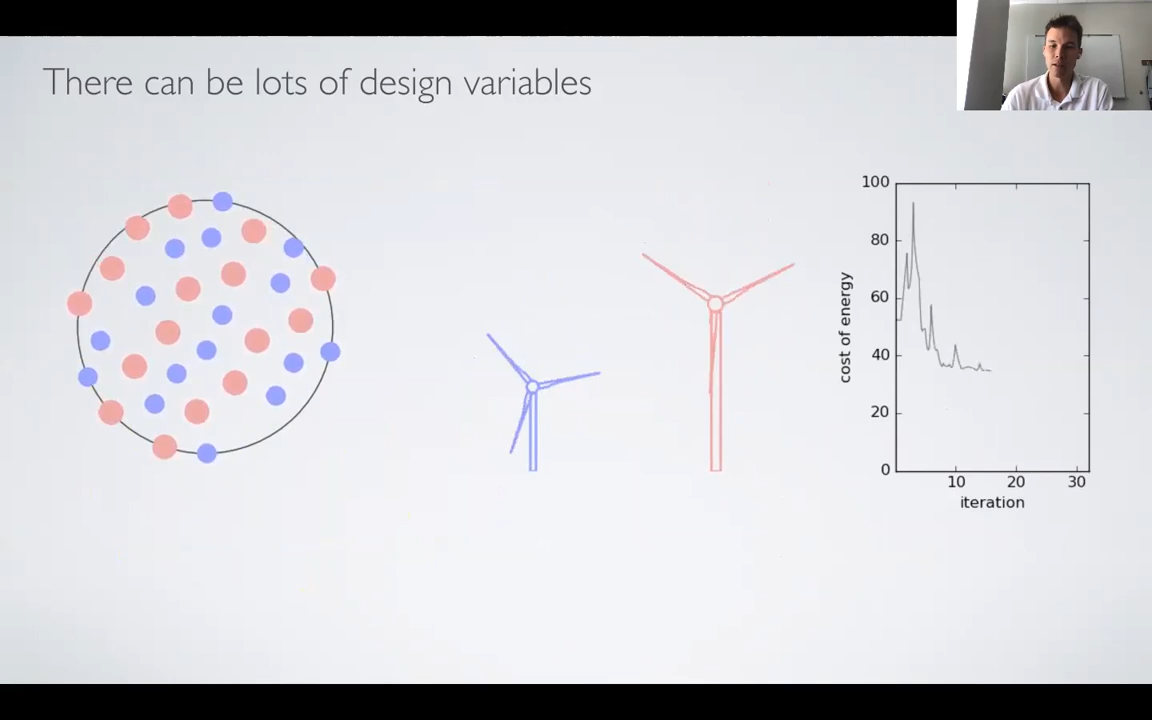 There can be lots of design variables
100
80
60
40
20
0
cost of energy
10 20 30
iteration